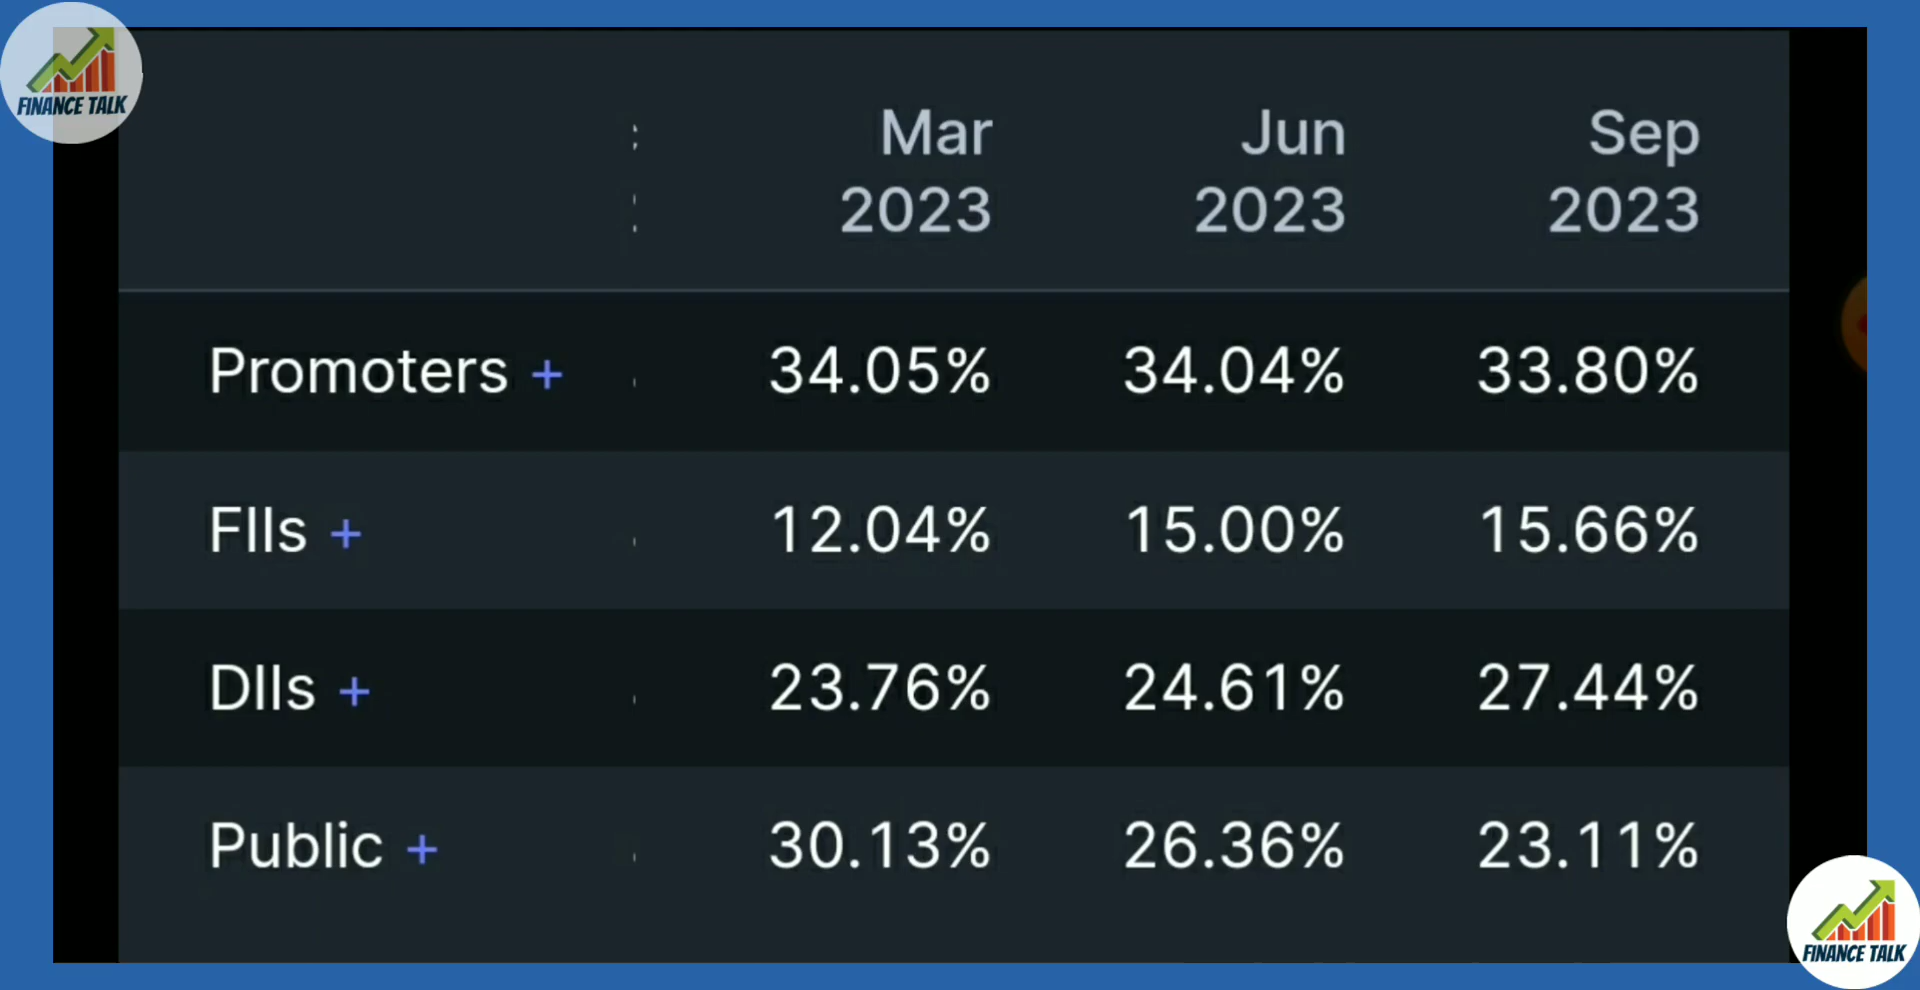 FINANCE TALK
Mar Jun Sep
2023 2023 2023
Promoters + 34.05% 34.04% 33.80%
FIIs + 12.04% 15.00% 15.66%
DIIs + 23.76% 24.61% 27.44%
Public + 30.13% 26.36% 23.11%
FINANCE TALK